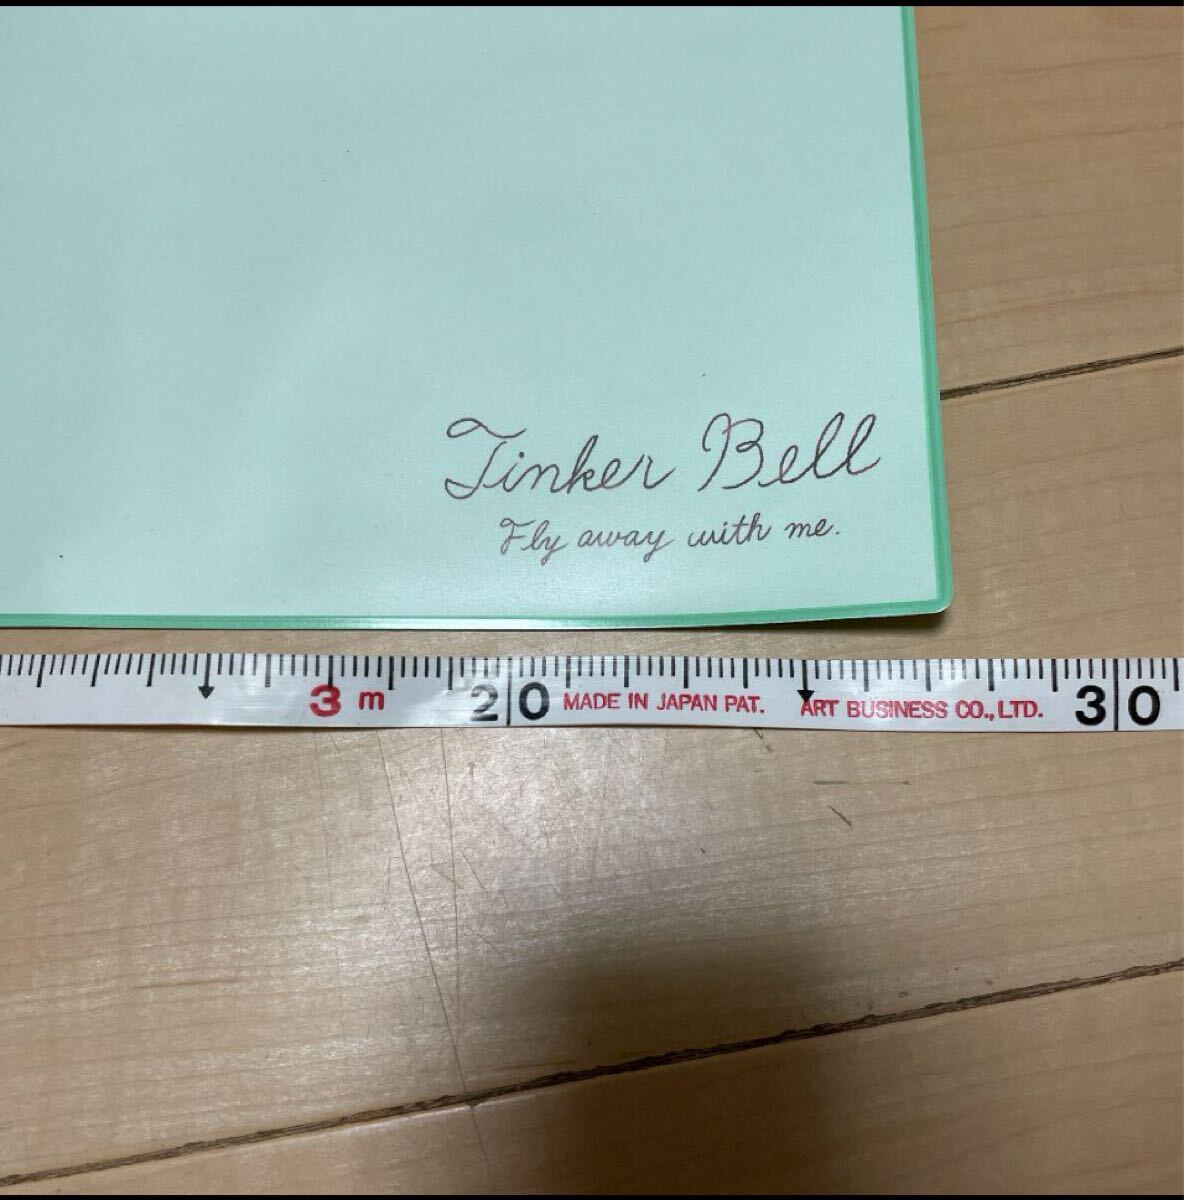 Tinker Bell
Fly away with me.
3 m 20 MADE IN JAPAN PAT. ART BUSINESS CO., LTD. 30